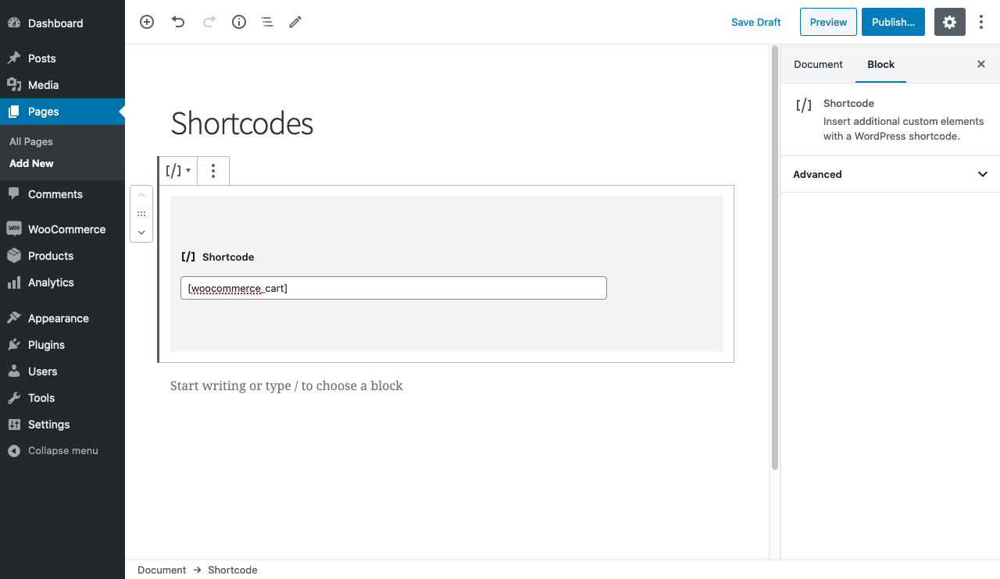 Dashboard
Posts
Media
Pages
All Pages
Add New
Comments
Woo WooCommerce
Products
Analytics
Appearance
Plugins
Users
Tools
Settings
Collapse menu
Save Draft
Preview
Publish...
Document
Block
[/] Shortcode
Insert additional custom elements
with a WordPress shortcode.
Advanced
Shortcodes
[/]
[/] Shortcode
[woocommerce_cart]
Start writing or type / to choose a block
Document → Shortcode